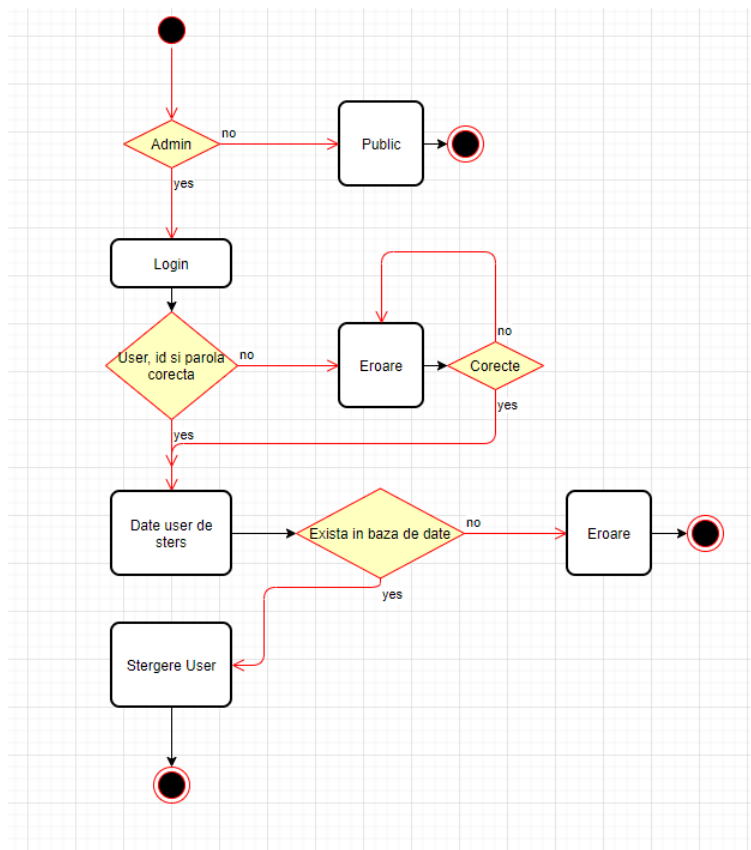 Admin
no
Public
yes
Login
User, id si parola
corecta
no
Eroare
no
Corecte
yes
yes
Date user de
sters
Exista in baza de date
no
Eroare
yes
Stergere User